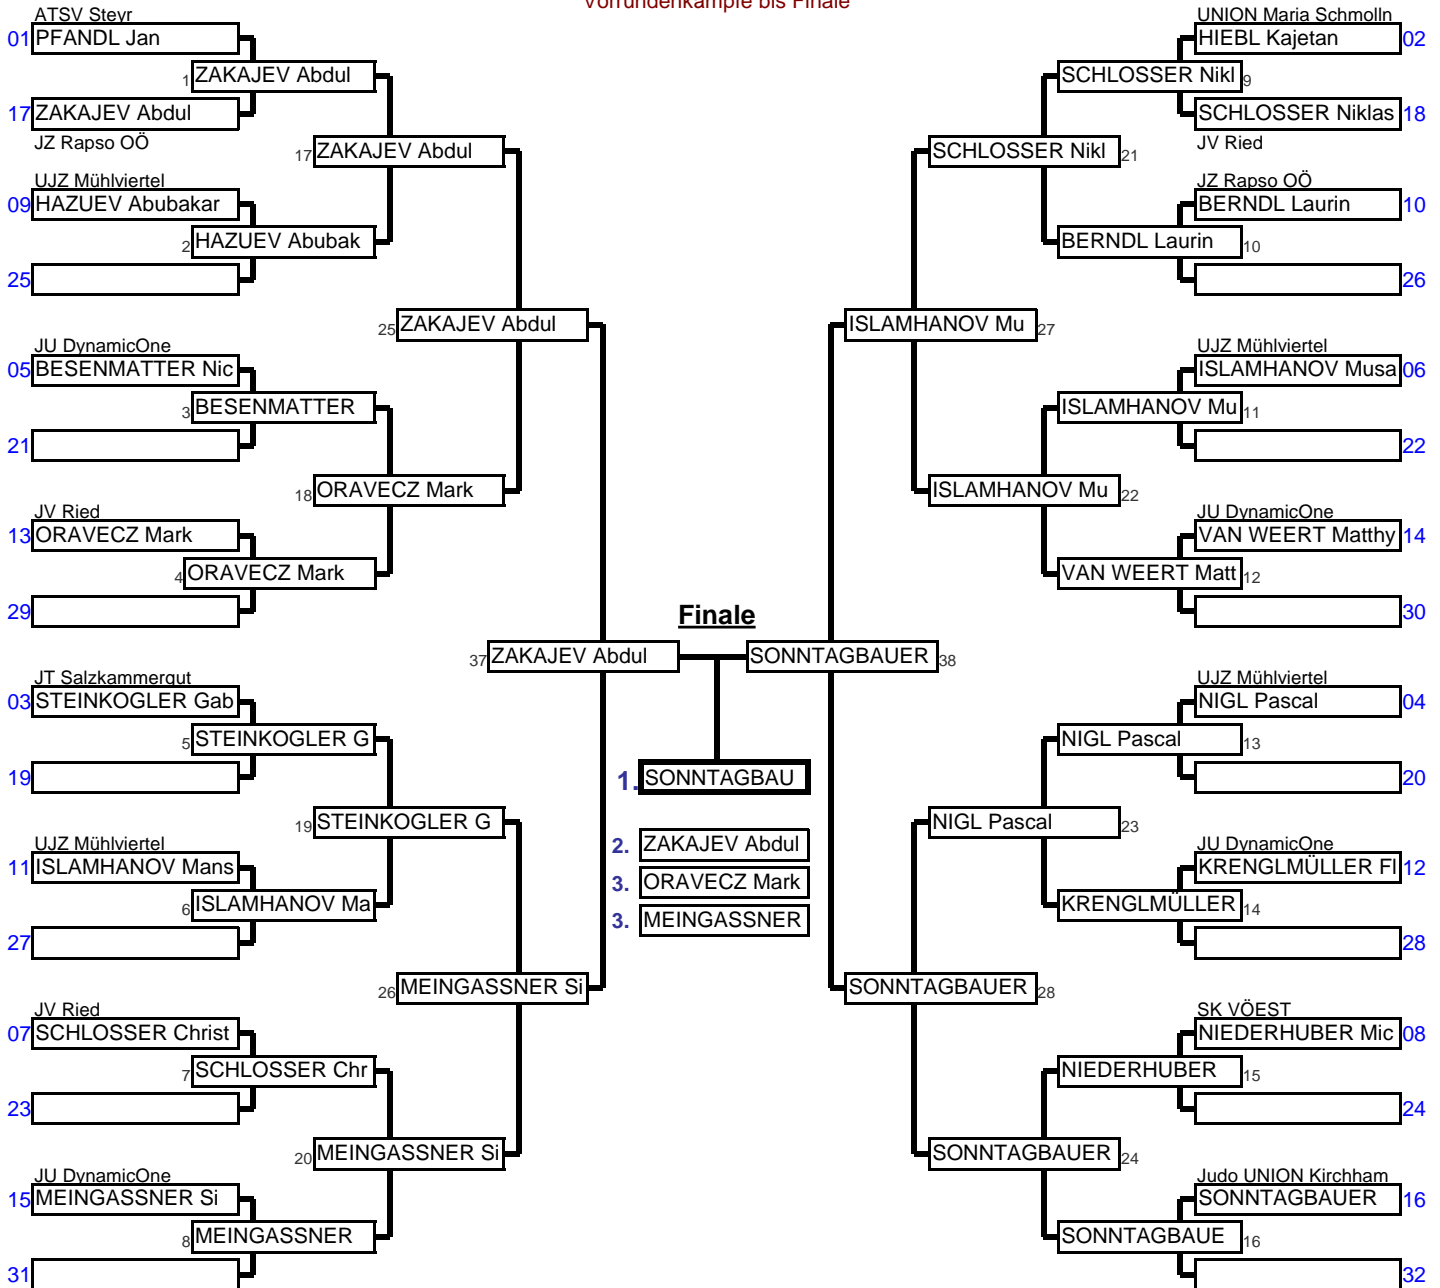 Vorrundenkämpfe bis Finale
ATSV Steyr
01 PFANDL Jan
1 ZAKAJEV Abdul
17 ZAKAJEV Abdul
JZ Rapso OÖ
17 ZAKAJEV Abdul
UJZ Mühlviertel
09 HAZUEV Abubakar
2 HAZUEV Abubak
25
25 ZAKAJEV Abdul
JU DynamicOne
05 BESENMATTER Nic
3 BESENMATTER
21
18 ORAVECZ Mark
JV Ried
13 ORAVECZ Mark
4 ORAVECZ Mark
29
37 ZAKAJEV Abdul
JT Salzkammergut
03 STEINKOGLER Gab
5 STEINKOGLER G
19
19 STEINKOGLER G
UJZ Mühlviertel
11 ISLAMHANOV Mans
6 ISLAMHANOV Ma
27
26 MEINGASSNER Si
JV Ried
07 SCHLOSSER Christ
7 SCHLOSSER Chr
23
20 MEINGASSNER Si
JU DynamicOne
15 MEINGASSNER Si
8 MEINGASSNER
31
Finale
1. SONNTAGBAU
2. ZAKAJEV Abdul
3. ORAVECZ Mark
3. MEINGASSNER
UNION Maria Schmolln
HIEBL Kajetan 02
SCHLOSSER Nikl 9
SCHLOSSER Niklas 18
JV Ried
SCHLOSSER Nikl 21
JZ Rapso OÖ
BERNDL Laurin 10
BERNDL Laurin 10
26
ISLAMHANOV Mu 27
UJZ Mühlviertel
ISLAMHANOV Musa 06
ISLAMHANOV Mu 11
22
ISLAMHANOV Mu 22
JU DynamicOne
VAN WEERT Matthy 14
VAN WEERT Matt 12
30
SONNTAGBAUER 38
UJZ Mühlviertel
NIGL Pascal 04
NIGL Pascal 13
20
NIGL Pascal 23
JU DynamicOne
KRENGLMÜLLER Fl 12
KRENGLMÜLLER 14
28
SONNTAGBAUER 28
SK VÖEST
NIEDERHUBER Mic 08
NIEDERHUBER 15
24
SONNTAGBAUER 24
Judo UNION Kirchham
SONNTAGBAUER 16
SONNTAGBAUE 16
32